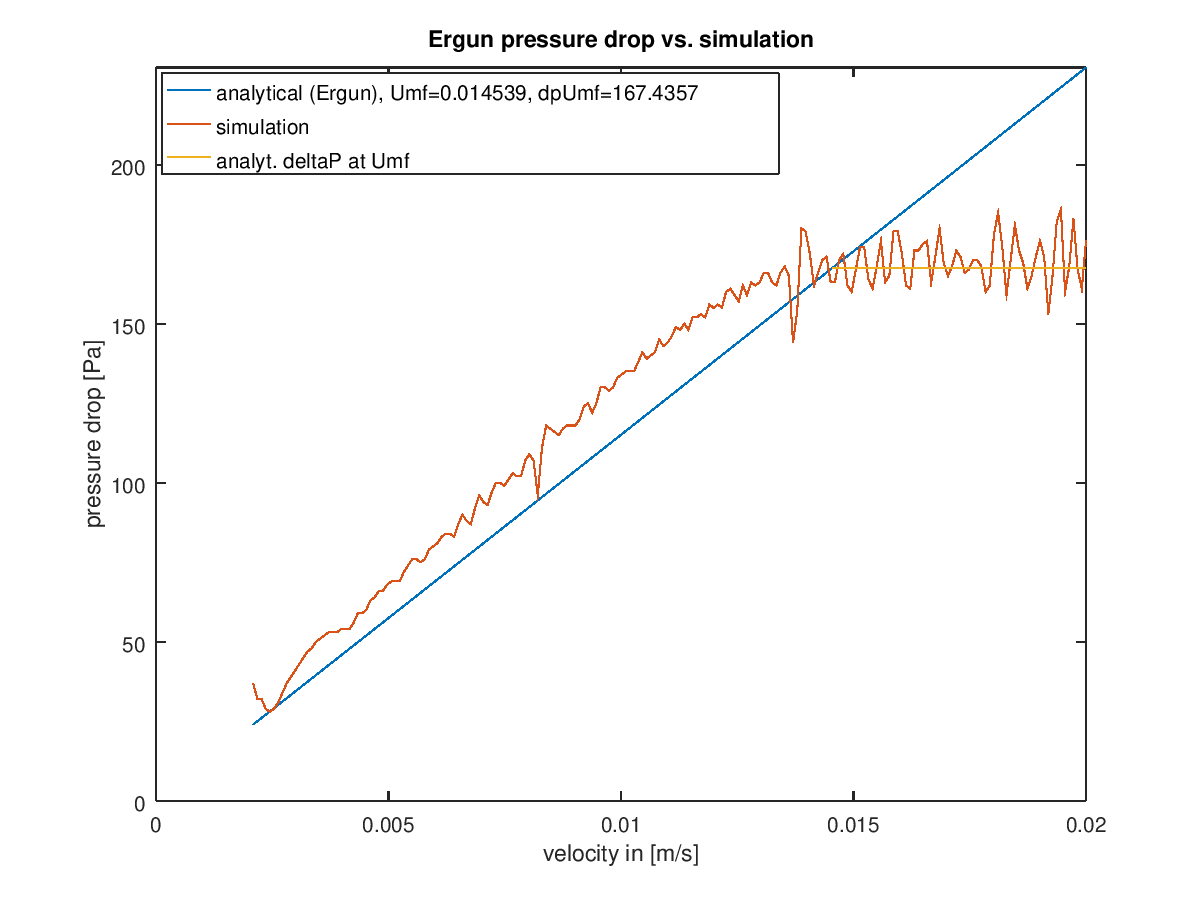 Ergun pressure drop vs. simulation
analytical (Ergun), Umf=0.014539, dpUmf=167.4357
simulation
analyt. deltaP at Umf
200
150
100
50
0
pressure drop [Pa]
0 0.005 0.01 0.015 0.02
velocity in [m/s]